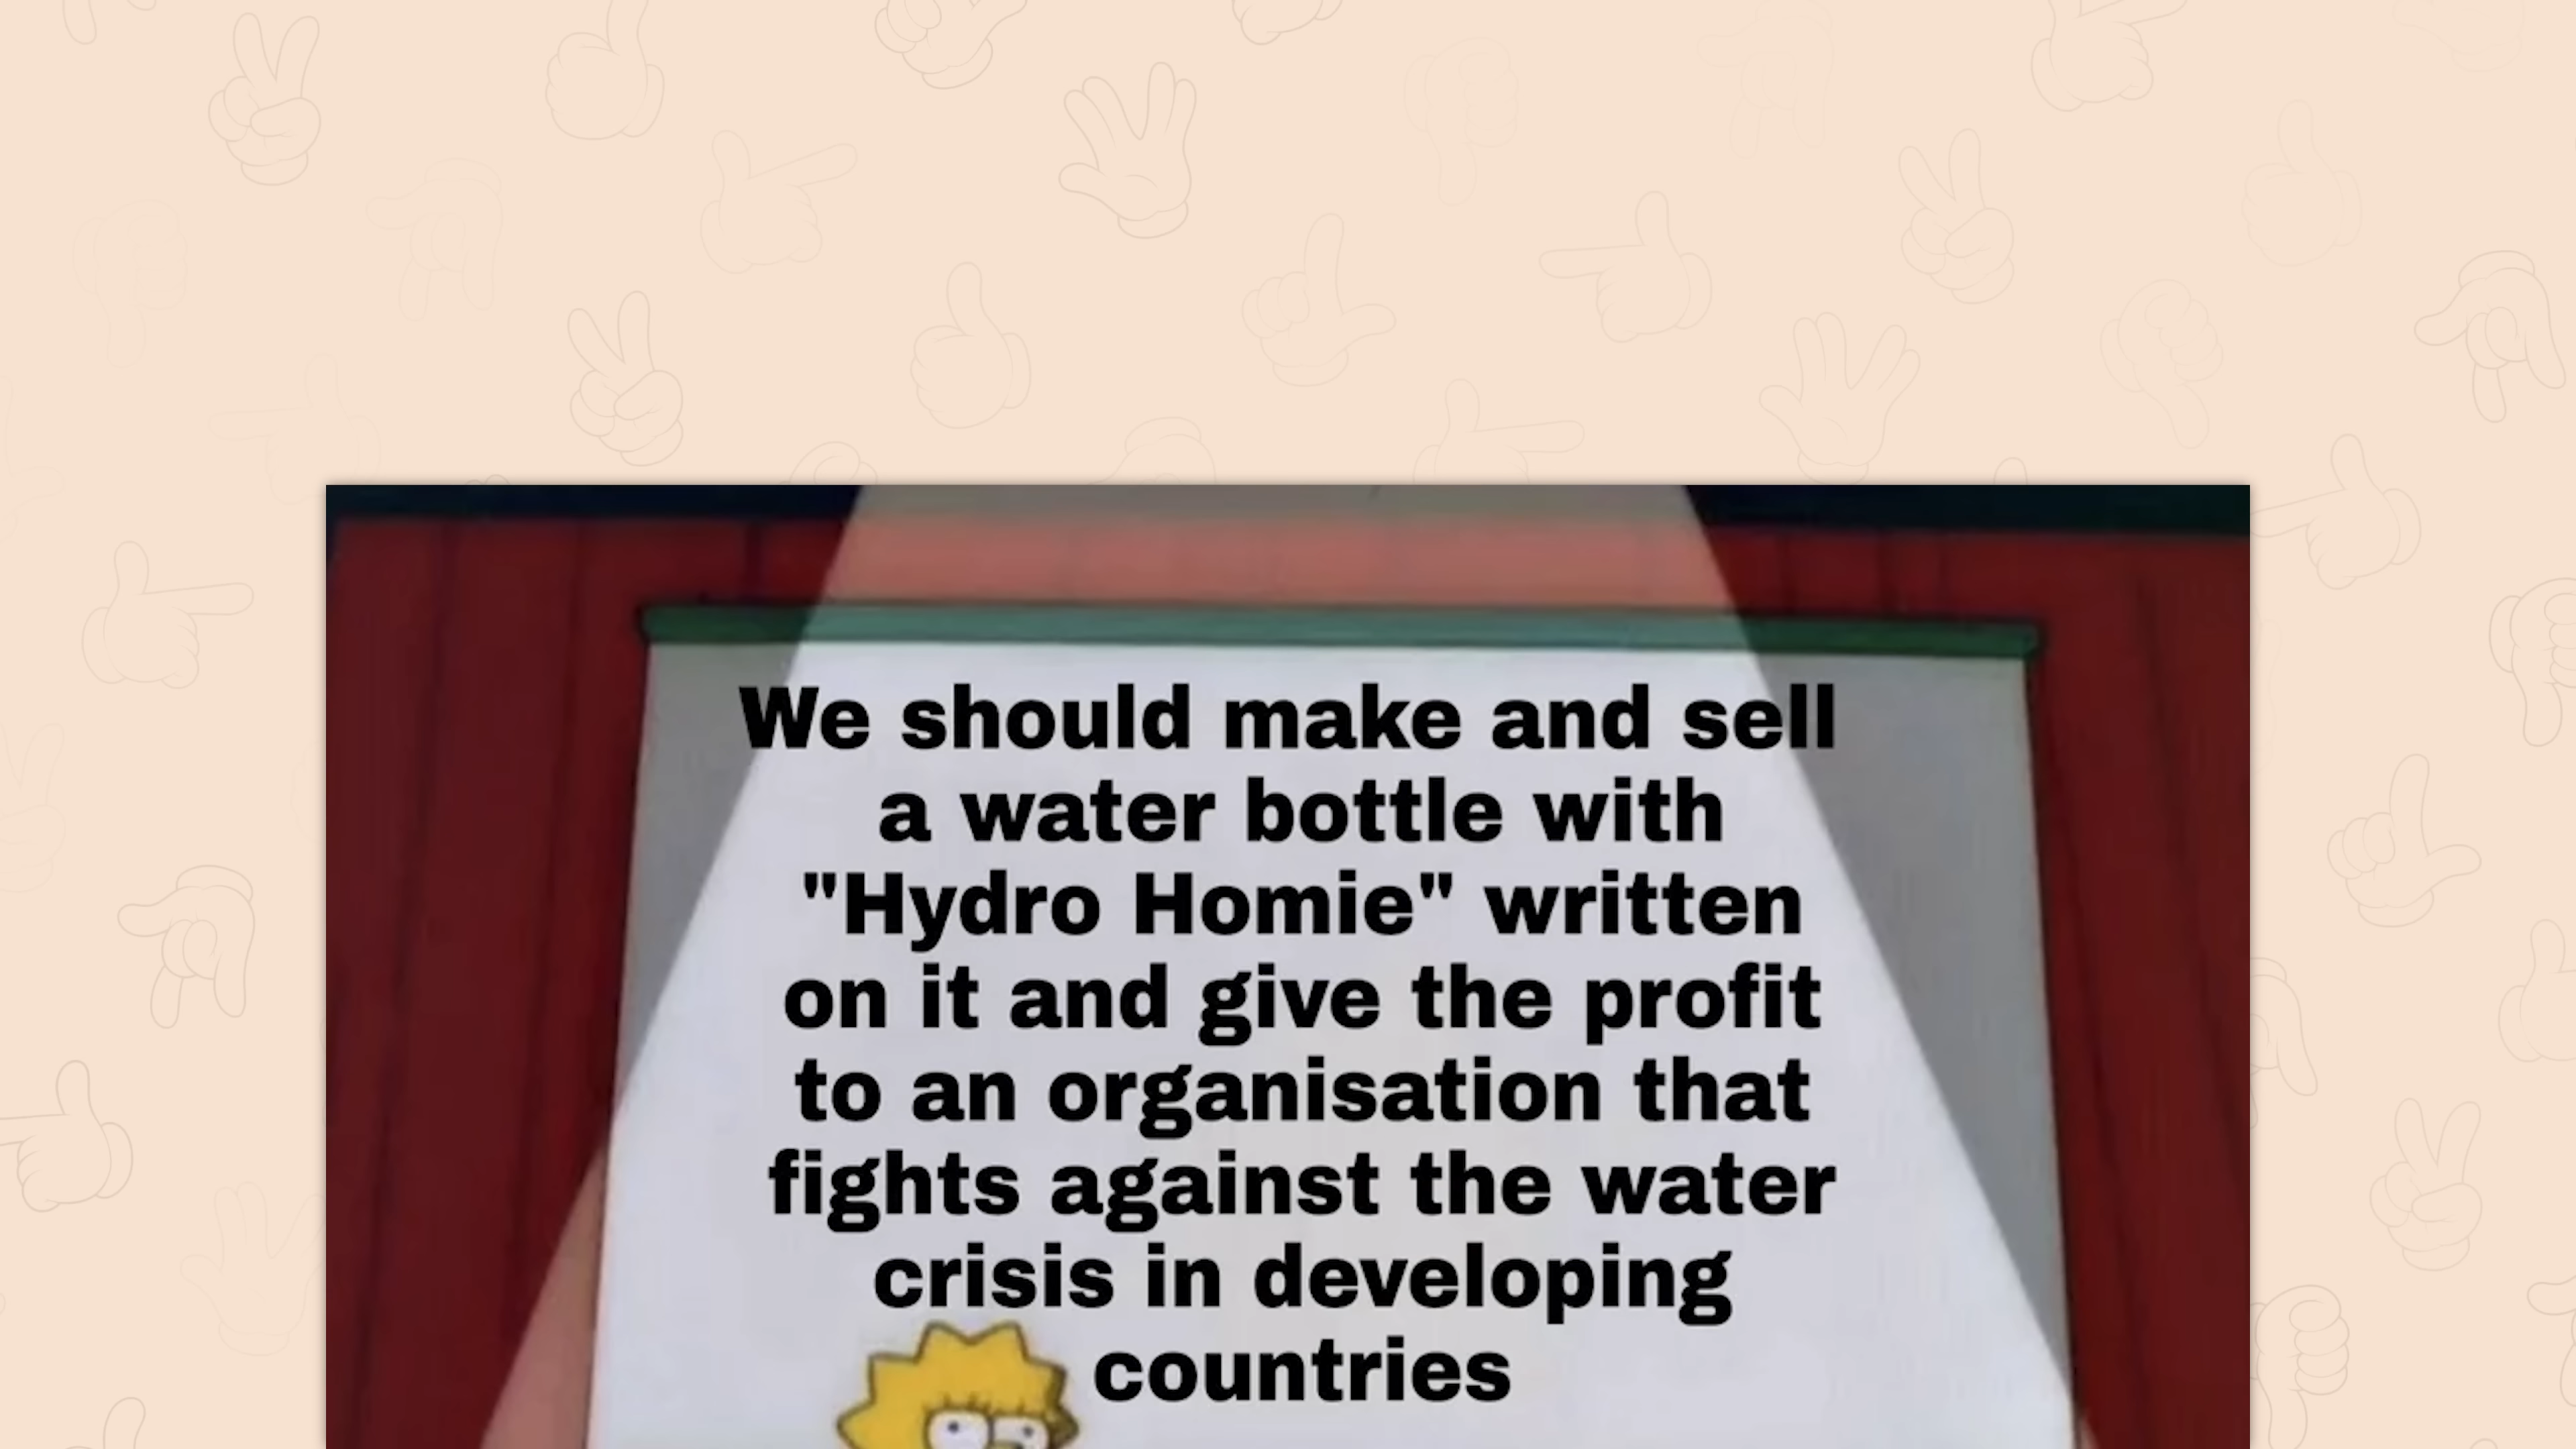 We should make and sell
a water bottle with
"Hydro Homie" written
on it and give the profit
to an organisation that
fights against the water
crisis in developing
countries